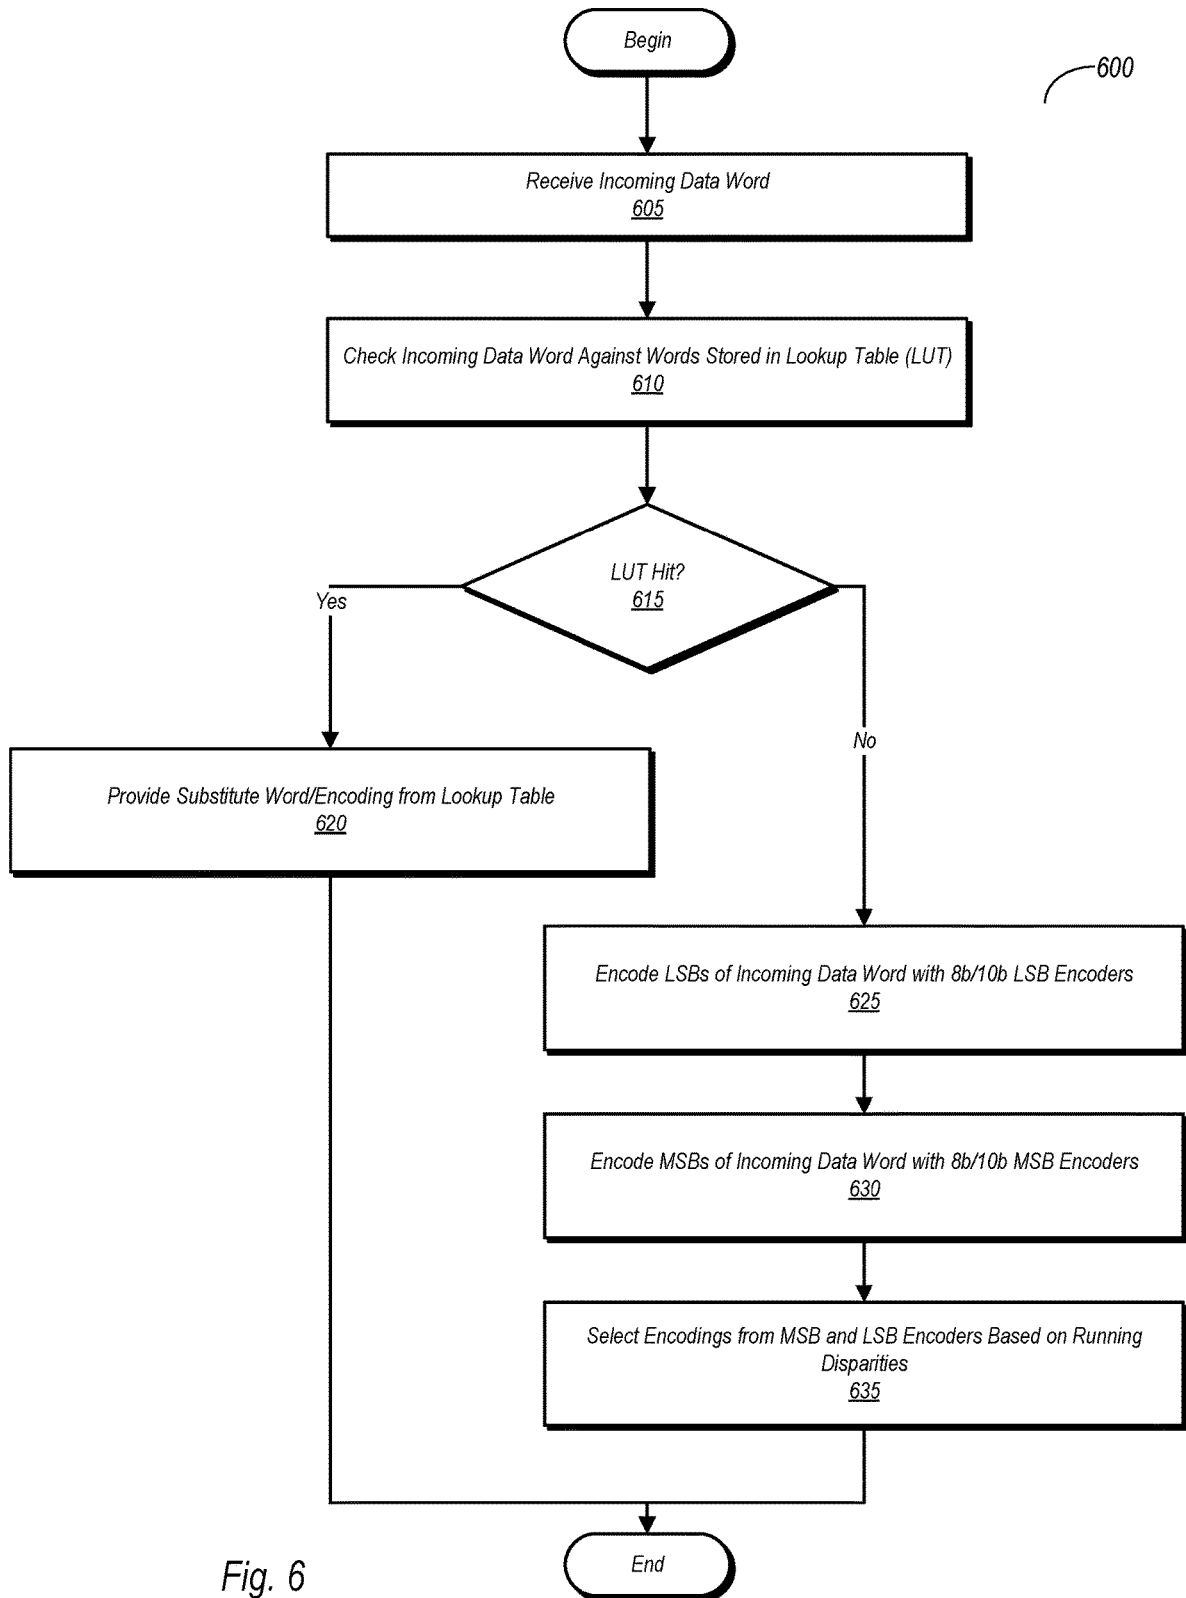 Begin
600
Receive Incoming Data Word
605
Check Incoming Data Word Against Words Stored in Lookup Table (LUT)
610
LUT Hit?
615
Yes
No
Provide Substitute Word/Encoding from Lookup Table
620
Encode LSBs of Incoming Data Word with 8b/10b LSB Encoders
625
Encode MSBs of Incoming Data Word with 8b/10b MSB Encoders
630
Select Encodings from MSB and LSB Encoders Based on Running
Disparities
635
End
Fig. 6